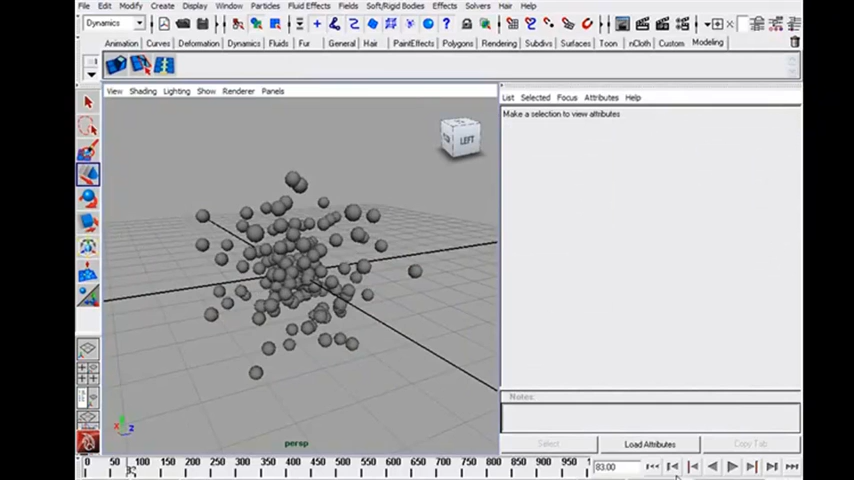 File Edit Modify Create Display Window Particles Fluid Effects Fields Soft/Rigid Bodies Effects Solvers Hair Help
Dynamics
Animation Curves Deformation Dynamics Fluids Fur General Hair PaintEffects Polygons Rendering Subdivs Surfaces Toon nCloth Custom Modeling
View Shading Lighting Show Renderer Panels
List Selected Focus Attributes Help
Make a selection to view attributes
LEFT
persp
Notes:
Select Load Attributes Copy Tab
0 50 100 150 200 250 300 350 400 450 500 550 600 650 700 750 800 850 900 950 1
83.00